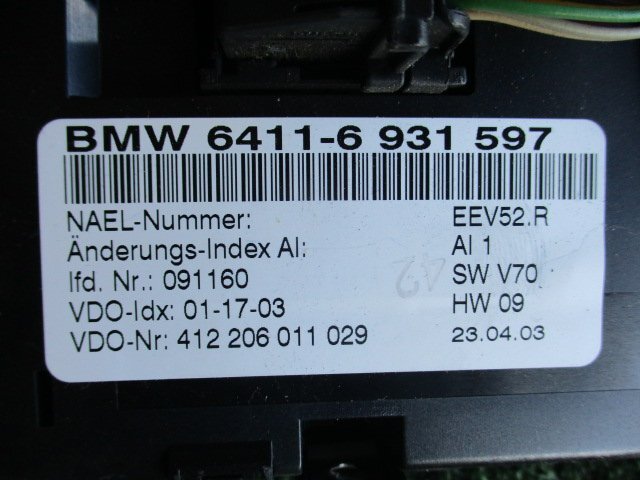 BMW 6411-6 931 597
NAEL-Nummer: EEV52.R
Änderungs-Index AI: AI 1
lfd. Nr.: 091160 SW V70
VDO-Idx: 01-17-03 HW 09
VDO-Nr: 412 206 011 029 23.04.03
42